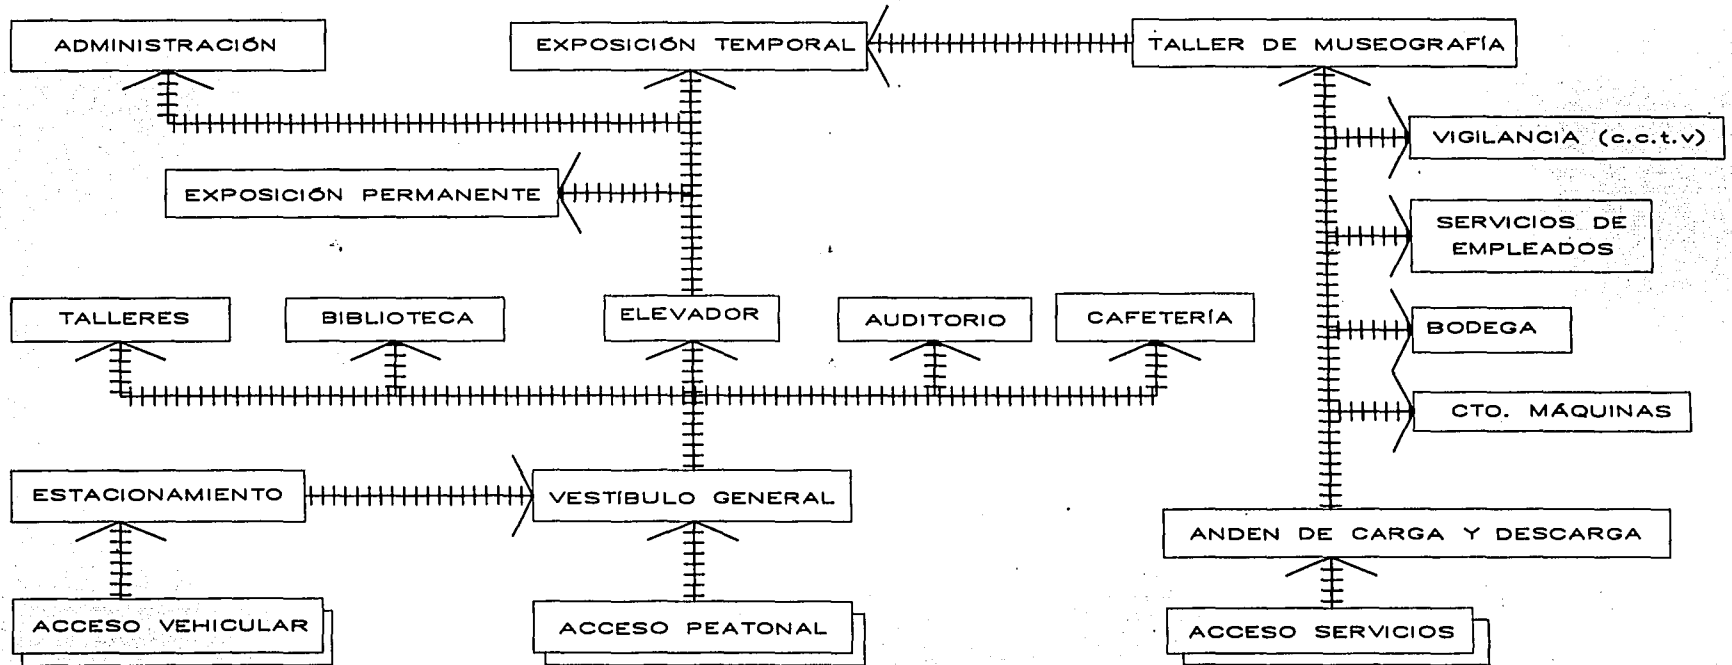 ADMINISTRACIÓN
EXPOSICIÓN TEMPORAL
TALLER DE MUSEOGRAFÍA
VIGILANCIA (c.c.t.v)
EXPOSICIÓN PERMANENTE
SERVICIOS DE
EMPLEADOS
TALLERES
BIBLIOTECA
ELEVADOR
AUDITORIO
CAFETERÍA
BODEGA
CTO. MÁQUINAS
ESTACIONAMIENTO
VESTÍBULO GENERAL
ANDEN DE CARGA Y DESCARGA
ACCESO VEHICULAR
ACCESO PEATONAL
ACCESO SERVICIOS